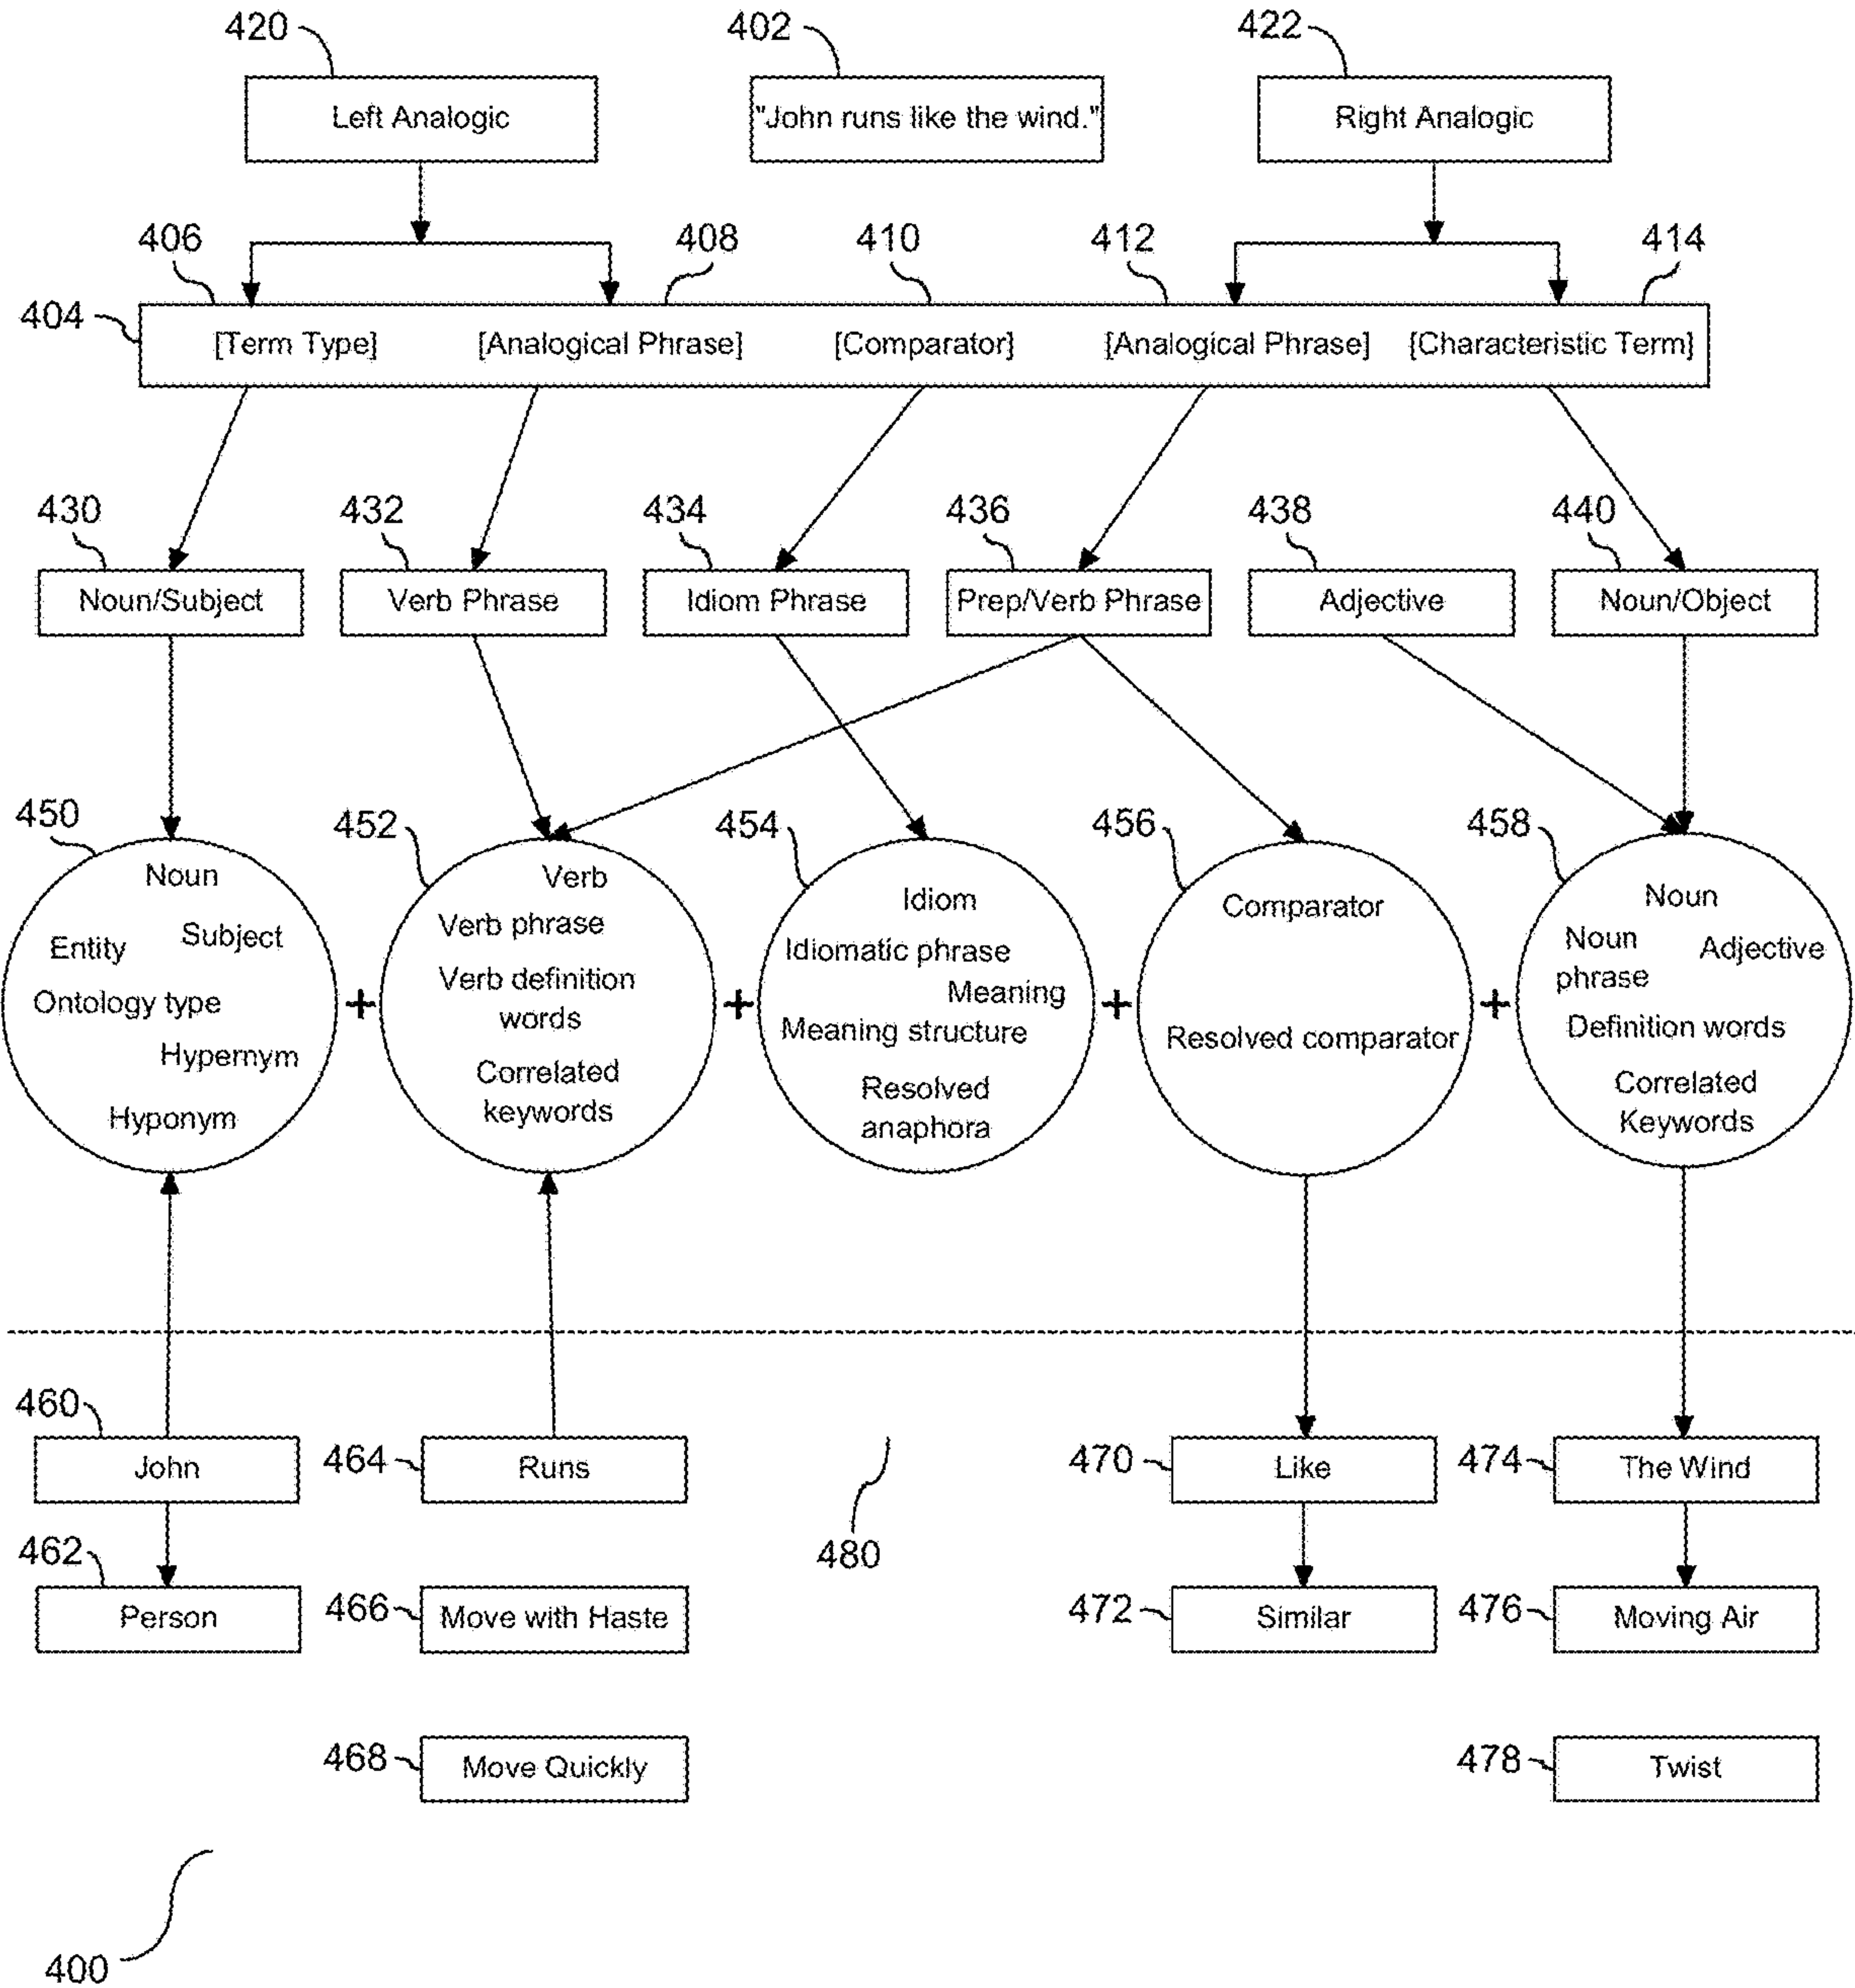 420
402
422
Left Analogic
"John runs like the wind."
Right Analogic
406
408
410
412
414
404
[Term Type]
[Analogical Phrase]
[Comparator]
[Analogical Phrase]
[Characteristic Term]
430
432
434
436
438
440
Noun/Subject
Verb Phrase
Idiom Phrase
Prep/Verb Phrase
Adjective
Noun/Object
450
Noun
Entity
Subject
Ontology type
Hypernym
Hyponym
+
452
Verb
Verb phrase
Verb definition
words
Correlated
keywords
+
454
Idiom
Idiomatic phrase
Meaning
Meaning structure
Resolved
anaphora
+
456
Comparator
Resolved comparator
+
458
Noun
Noun
phrase
Adjective
Definition words
Correlated
Keywords
460
John
464
Runs
480
470
Like
474
The Wind
462
Person
466
Move with Haste
472
Similar
476
Moving Air
468
Move Quickly
478
Twist
400